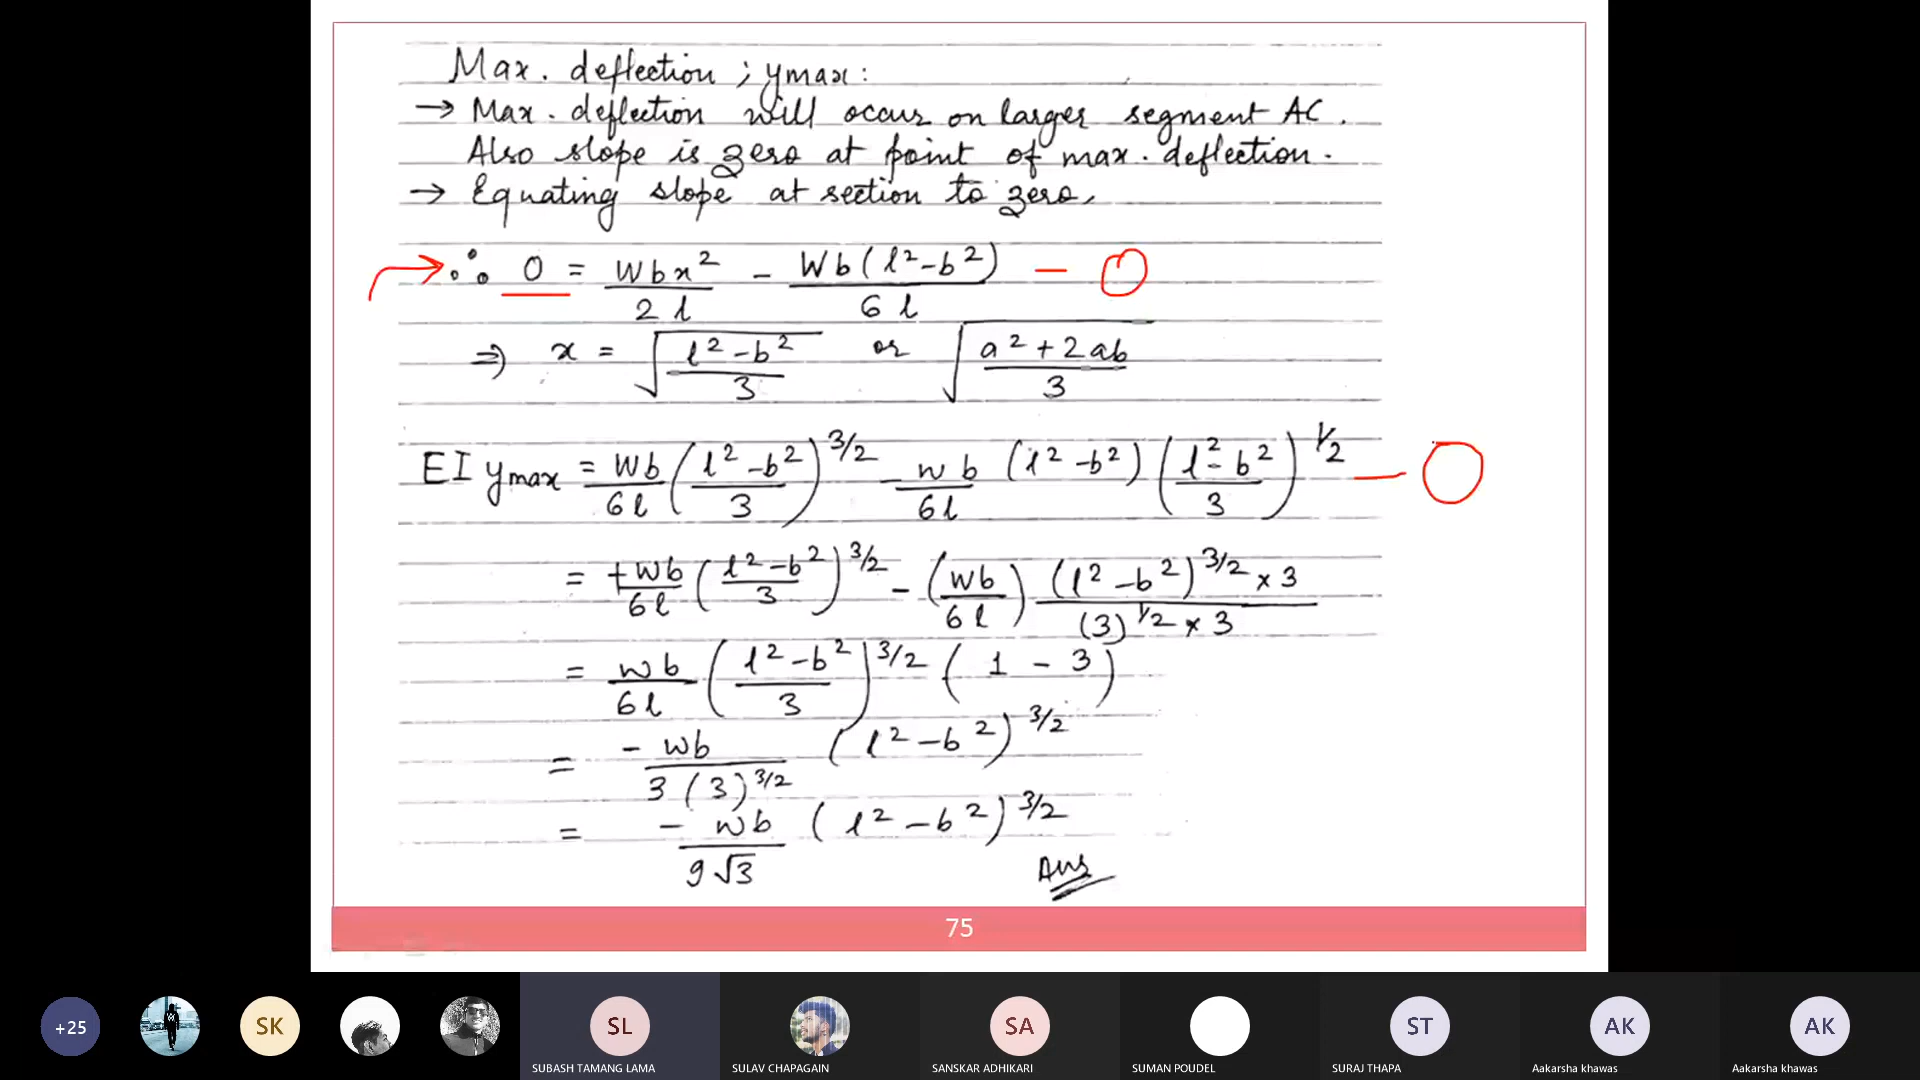 Max. deflection ; ymax :
→ Max. deflection will occur on larger segment AC.
Also slope is zero at point of max. deflection.
→ Equating slope at section to zero,
∴ 0 = Wbx²/2l − Wb(l²−b²)/6l — O
⇒ x = √((l²−b²)/3) or √((a²+2ab)/3)
EI ymax = Wb/6l ((l²−b²)/3)^3/2 − wb/6l (l²−b²) ((l²−b²)/3)^1/2 — O
= +Wb/6l ((l²−b²)/3)^3/2 − (Wb/6l) (l²−b²)^3/2 × 3/((3)^1/2 × 3)
= wb/6l ((l²−b²)/3)^3/2 (1 − 3)
= −wb/3(3)^3/2 (l²−b²)^3/2
= −wb/9√3 (l²−b²)^3/2
Ans
75
+25
SK
SL
SA
ST
AK
AK
SUBASH TAMANG LAMA
SULAV CHAPAGAIN
SANSKAR ADHIKARI
SUMAN POUDEL
SURAJ THAPA
Aakarsha khawas
Aakarsha khawas